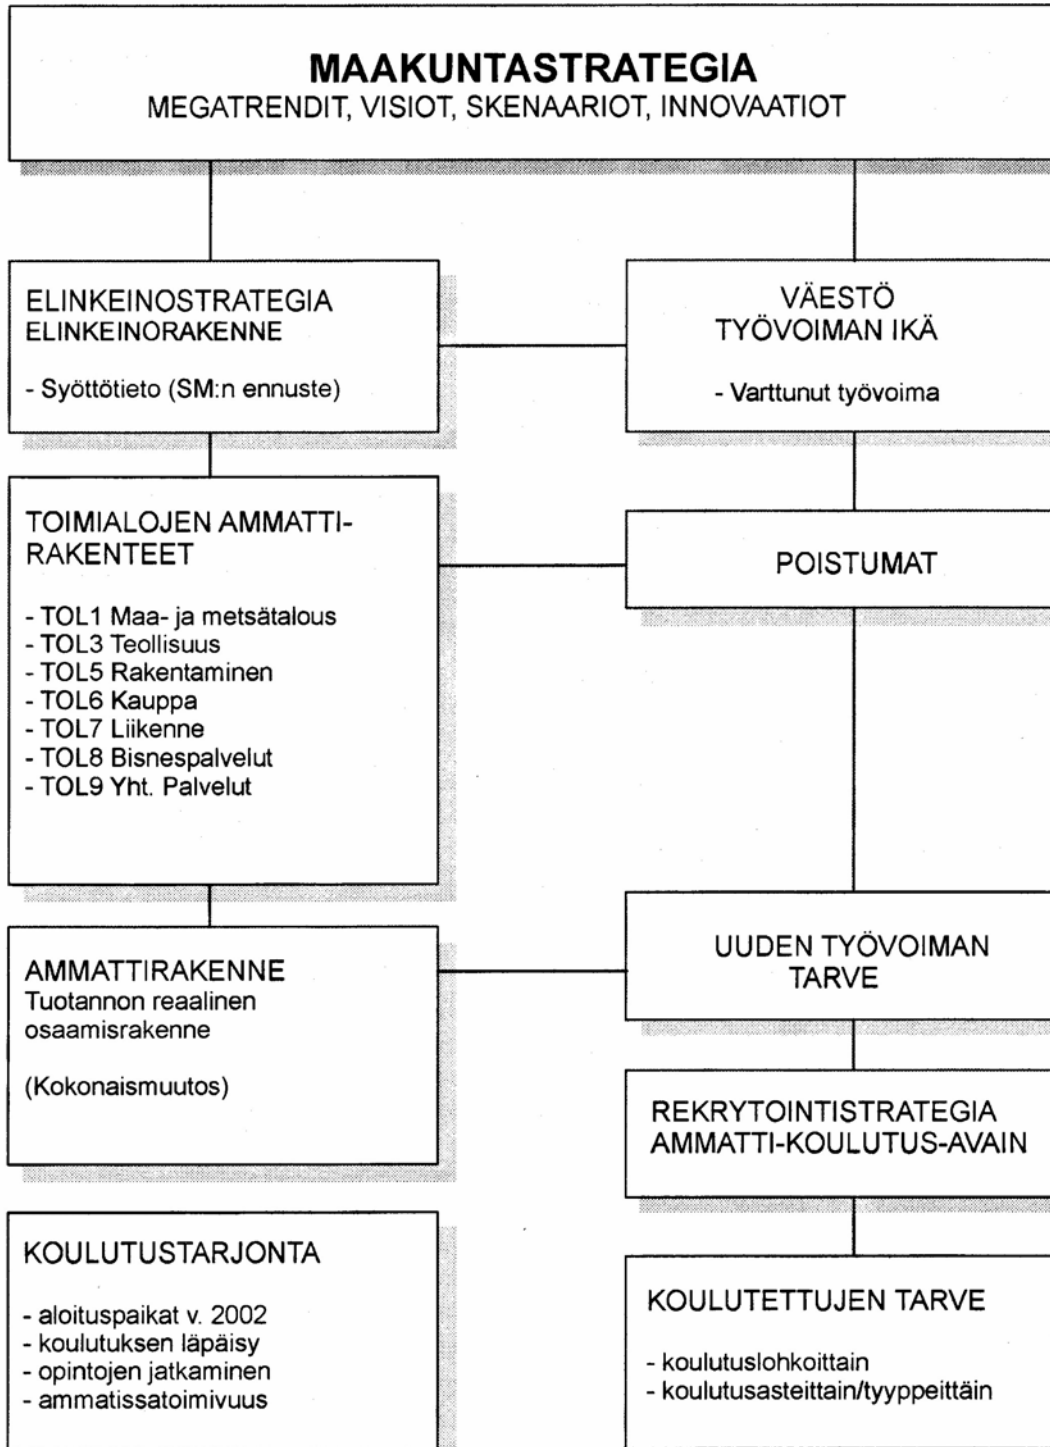 MAAKUNTASTRATEGIA
MEGATRENDIT, VISIOT, SKENAARIOT, INNOVAATIOT
ELINKEINOSTRATEGIA
ELINKEINORAKENNE
- Syöttötieto (SM:n ennuste)
VÄESTÖ
TYÖVOIMAN IKÄ
- Varttunut työvoima
TOIMIALOJEN AMMATTI-
RAKENTEET
- TOL1 Maa- ja metsätalous
- TOL3 Teollisuus
- TOL5 Rakentaminen
- TOL6 Kauppa
- TOL7 Liikenne
- TOL8 Bisnespalvelut
- TOL9 Yht. Palvelut
POISTUMAT
AMMATTIRAKENNE
Tuotannon reaalinen
osaamisrakenne
(Kokonaismuutos)
UUDEN TYÖVOIMAN
TARVE
REKRYTOINTISTRATEGIA
AMMATTI-KOULUTUS-AVAIN
KOULUTUSTARJONTA
- aloituspaikat v. 2002
- koulutuksen läpäisy
- opintojen jatkaminen
- ammatissatoimivuus
KOULUTETTUJEN TARVE
- koulutuslohkoittain
- koulutusasteittain/tyyppeittäin